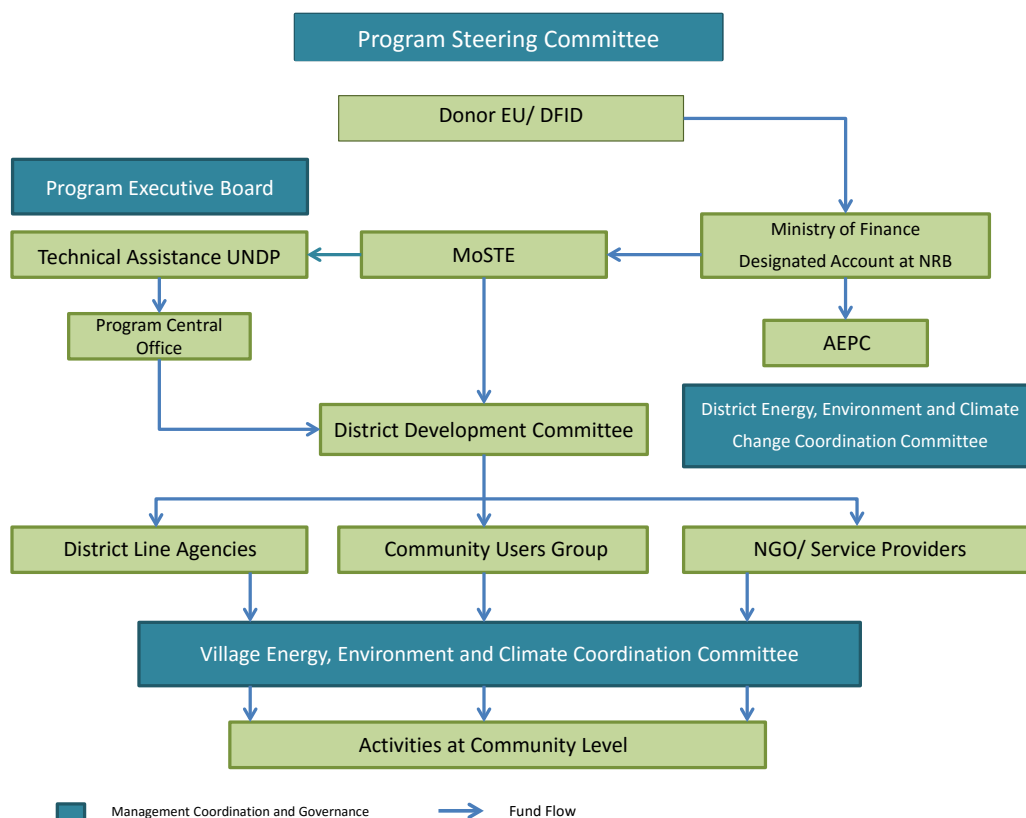 Program Steering Committee
Donor EU/ DFID
Program Executive Board
Ministry of Finance
Designated Account at NRB
Technical Assistance UNDP
MoSTE
Program Central
Office
AEPC
District Energy, Environment and Climate
Change Coordination Committee
District Development Committee
District Line Agencies
Community Users Group
NGO/ Service Providers
Village Energy, Environment and Climate Coordination Committee
Activities at Community Level
Management Coordination and Governance
Fund Flow